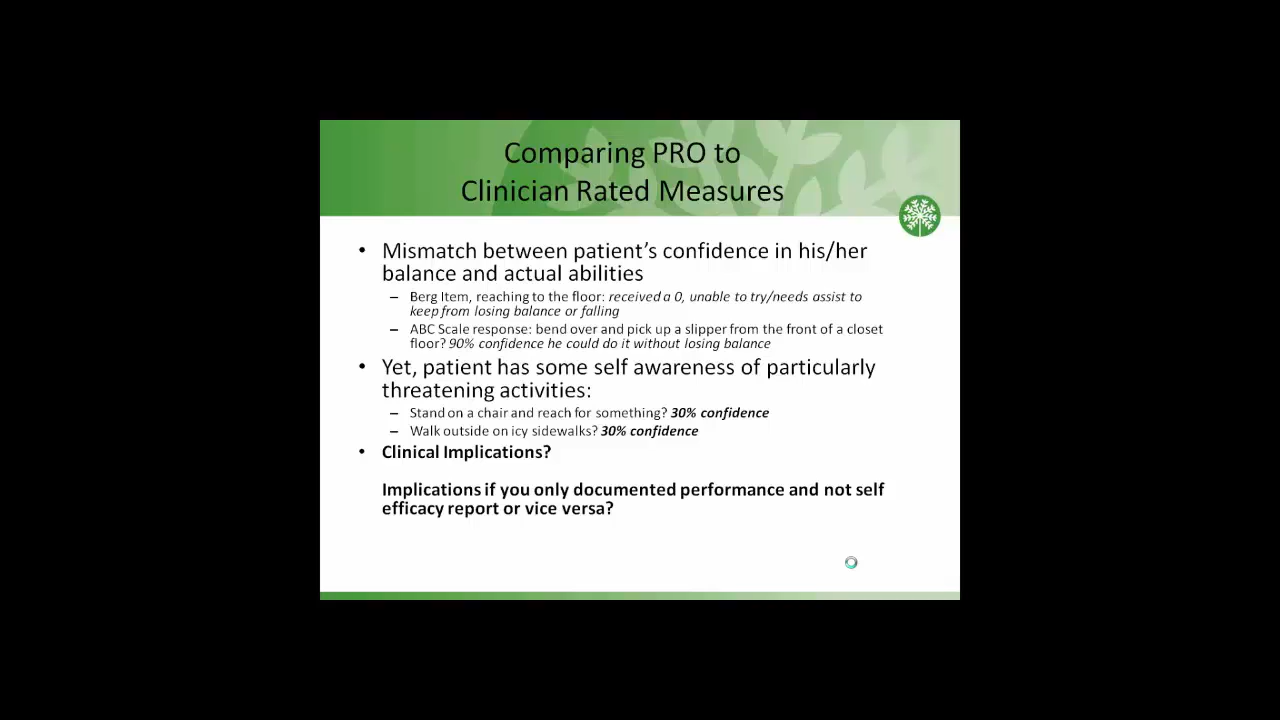 Comparing PRO to
Clinician Rated Measures
• Mismatch between patient's confidence in his/her
balance and actual abilities
– Berg Item, reaching to the floor: received a 0, unable to try/needs assist to
keep from losing balance or falling
– ABC Scale response: bend over and pick up a slipper from the front of a closet
floor? 90% confidence he could do it without losing balance
• Yet, patient has some self awareness of particularly
threatening activities:
– Stand on a chair and reach for something? 30% confidence
– Walk outside on icy sidewalks? 30% confidence
• Clinical Implications?
Implications if you only documented performance and not self
efficacy report or vice versa?